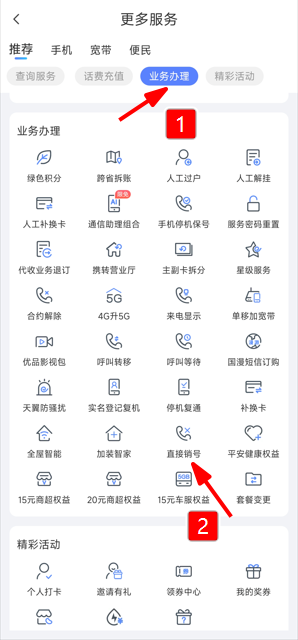 更多服务
推荐 手机 宽带 便民
查询服务 话费充值 业务办理 精彩活动
1
业务办理
绿色积分 跨省拆账 人工过户 人工解挂
AI 限免
人工补换卡 通信助理组合 手机停机保号 服务密码重置
代收业务退订 携转营业厅 主副卡拆分 星级服务
5G
合约解除 4G升5G 来电显示 单移加宽带
优品影视包 呼叫转移 呼叫等待 国漫短信订购
天翼防骚扰 实名登记复机 停机复通 补换卡
全屋智能 加装智家 直接销号 平安健康权益
5GB
15元商超权益 20元商超权益 15元车服权益 套餐变更
2
精彩活动
券
个人打卡 邀请有礼 领券中心 我的奖券